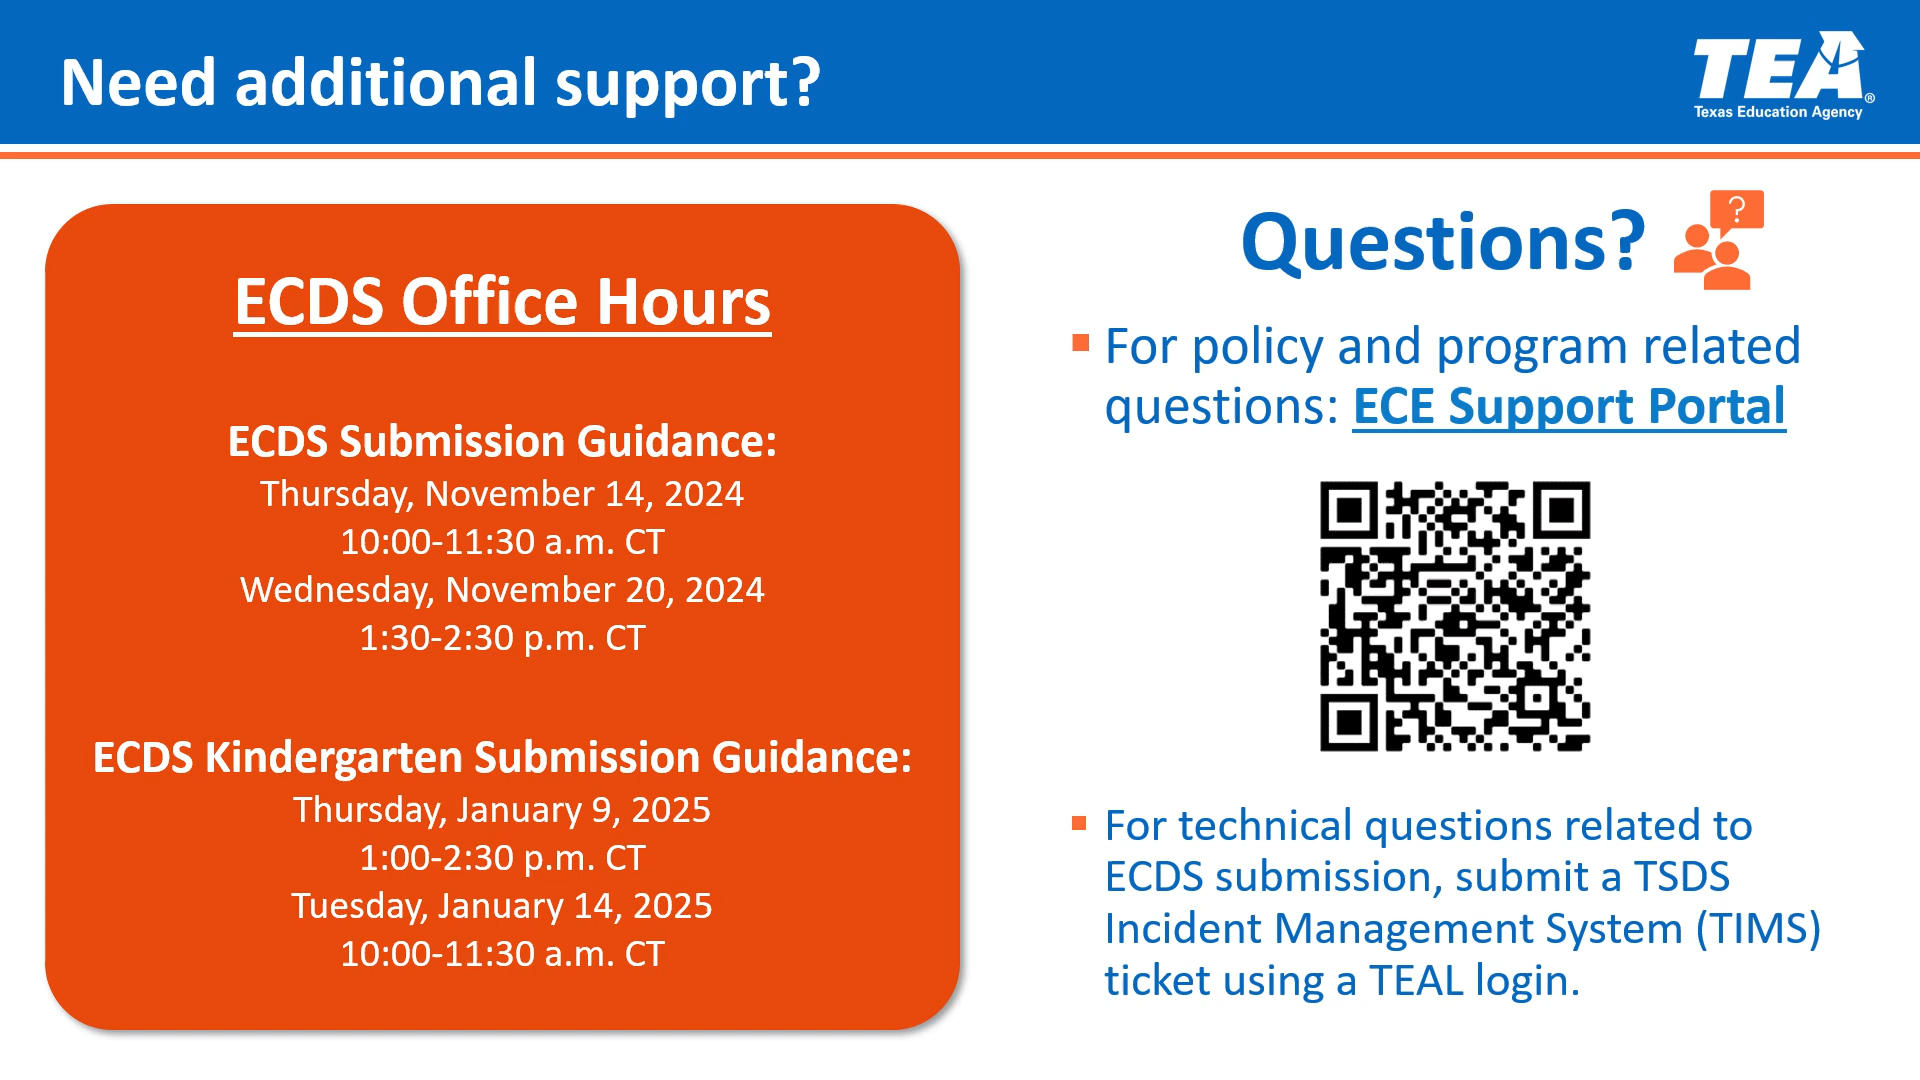 Need additional support?
TEA®
Texas Education Agency
ECDS Office Hours
ECDS Submission Guidance:
Thursday, November 14, 2024
10:00-11:30 a.m. CT
Wednesday, November 20, 2024
1:30-2:30 p.m. CT
ECDS Kindergarten Submission Guidance:
Thursday, January 9, 2025
1:00-2:30 p.m. CT
Tuesday, January 14, 2025
10:00-11:30 a.m. CT
Questions?
?
For policy and program related
questions: ECE Support Portal
For technical questions related to
ECDS submission, submit a TSDS
Incident Management System (TIMS)
ticket using a TEAL login.